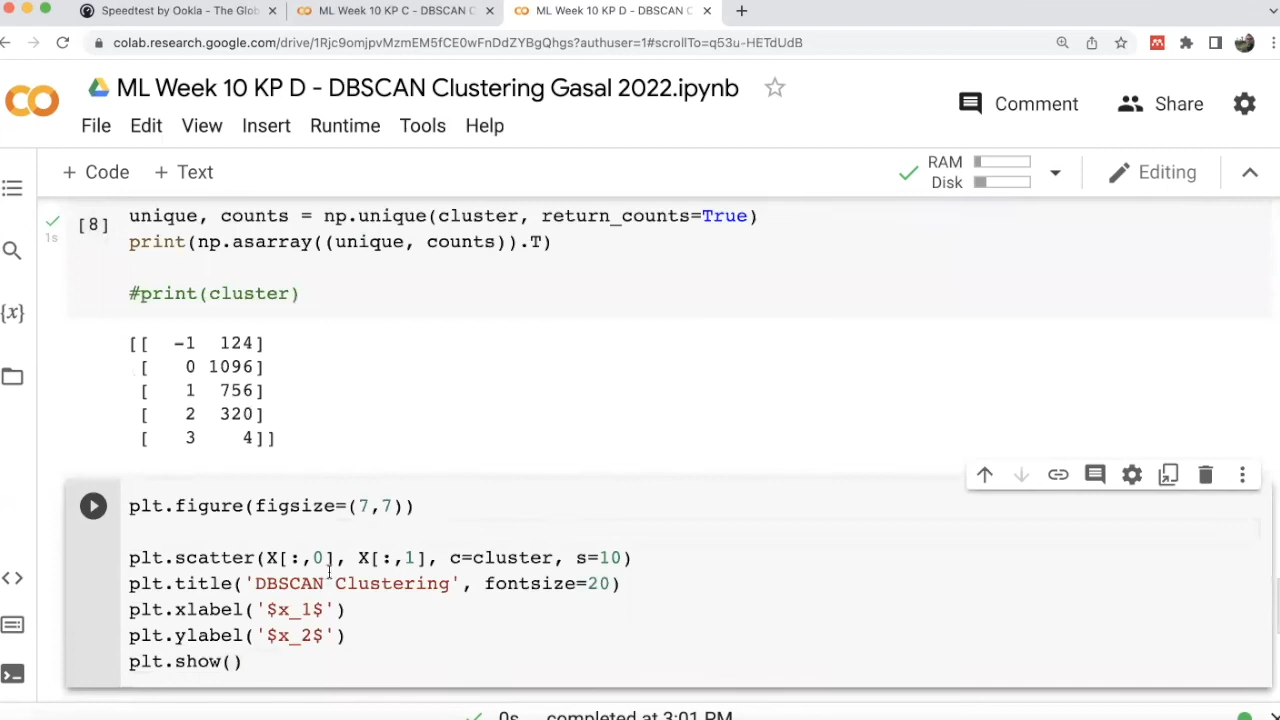 Speedtest by Ookla - The Glob
ML Week 10 KP C - DBSCAN C
ML Week 10 KP D - DBSCAN C
colab.research.google.com/drive/1Rjc9omjpvMzmEM5fCE0wFnDdZYBgQhgs?authuser=1#scrollTo=q53u-HETdUdB
ML Week 10 KP D - DBSCAN Clustering Gasal 2022.ipynb
Comment
Share
File Edit View Insert Runtime Tools Help
+ Code + Text
RAM
Disk
Editing
[8]
1s
unique, counts = np.unique(cluster, return_counts=True)
print(np.asarray((unique, counts)).T)
#print(cluster)
{x}
[[ -1 124]
[ 0 1096]
[ 1 756]
[ 2 320]
[ 3 4]]
plt.figure(figsize=(7,7))
plt.scatter(X[:,0], X[:,1], c=cluster, s=10)
plt.title('DBSCAN Clustering', fontsize=20)
plt.xlabel('$x_1$')
plt.ylabel('$x_2$')
plt.show()
0s completed at 3:01 PM